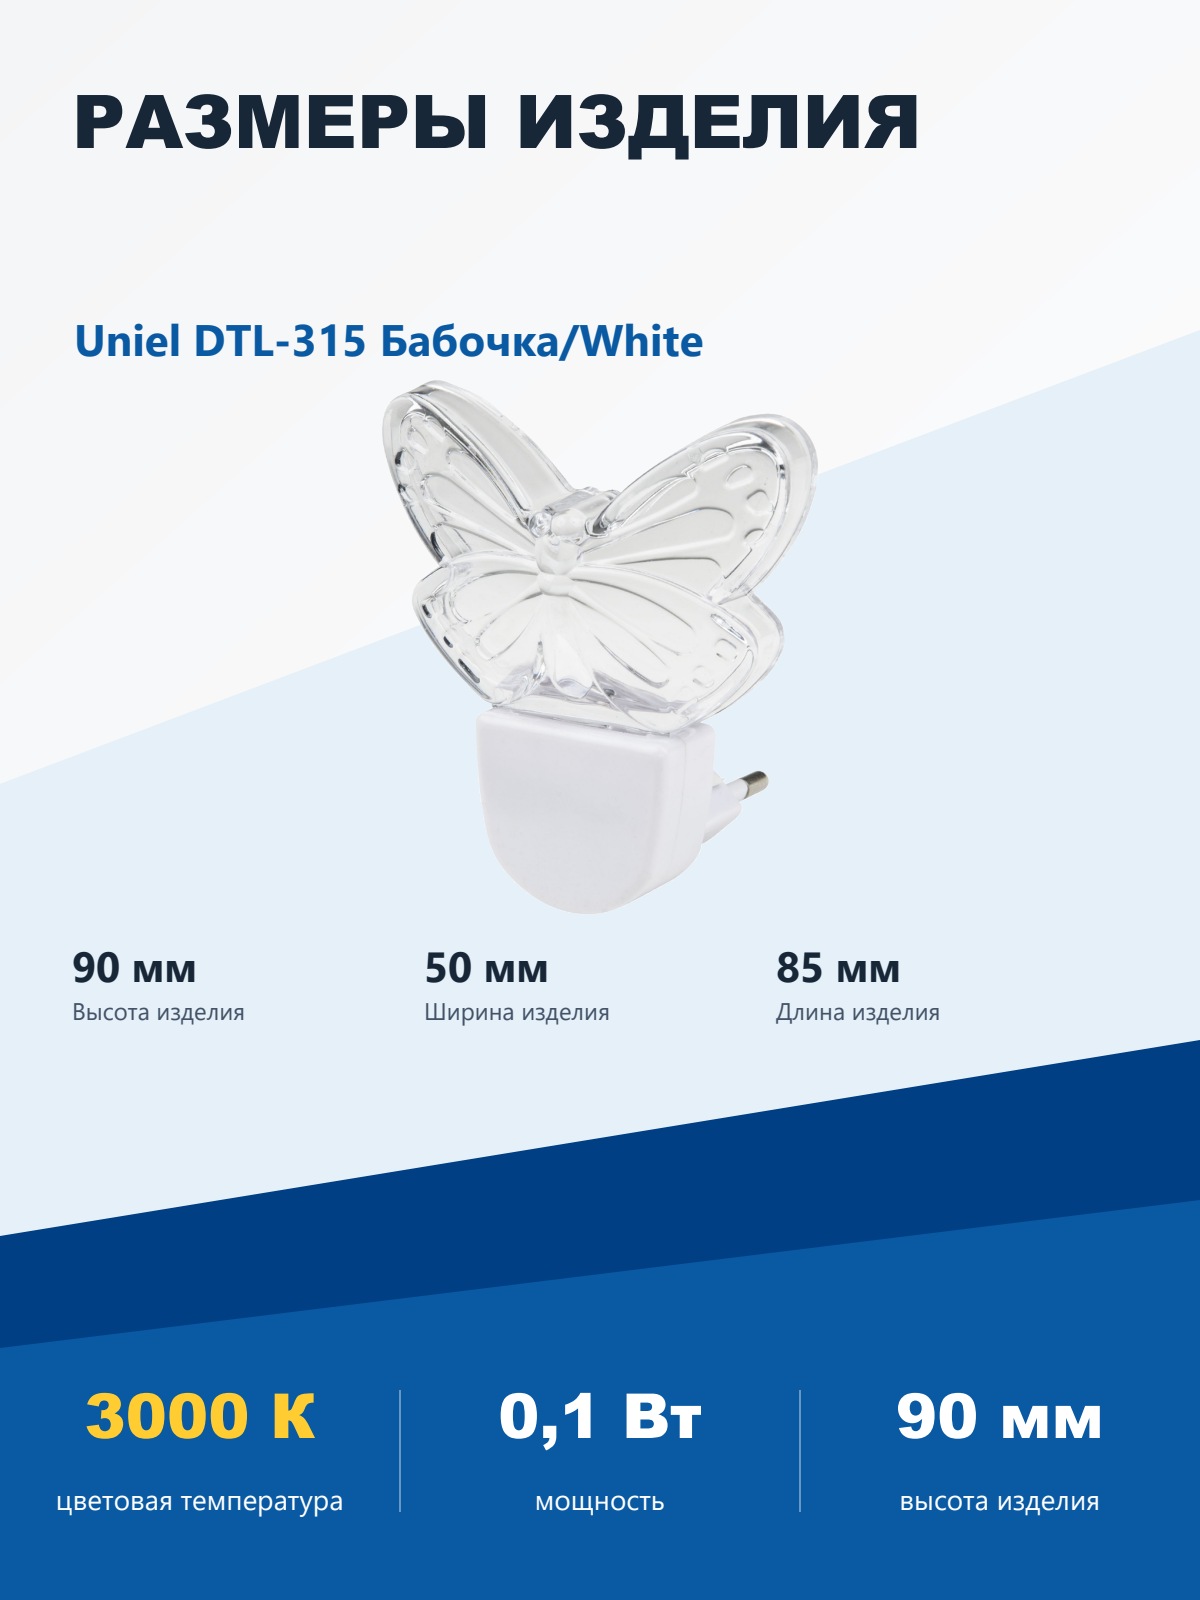 РАЗМЕРЫ ИЗДЕЛИЯ
Uniel DTL-315 Бабочка/White
90 мм
Высота изделия
50 мм
Ширина изделия
85 мм
Длина изделия
3000 К
цветовая температура
0,1 Вт
мощность
90 мм
высота изделия